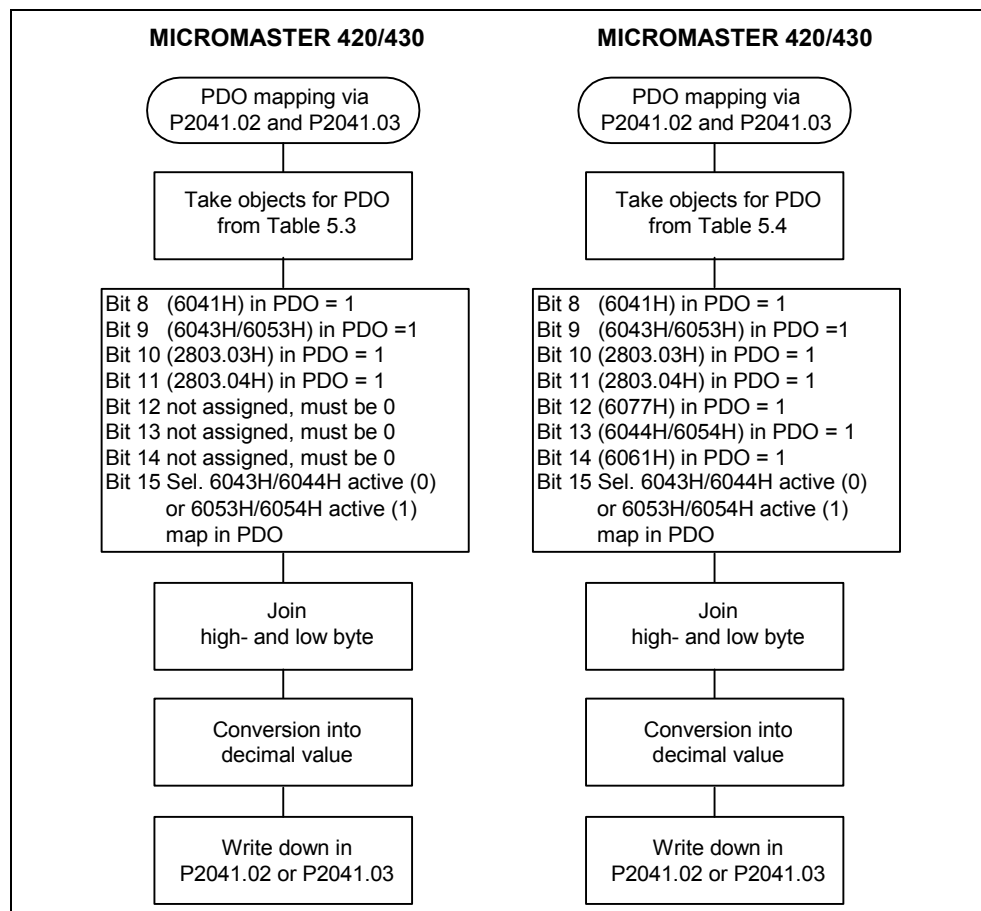 MICROMASTER 420/430
PDO mapping via
P2041.02 and P2041.03
Take objects for PDO
from Table 5.3
Bit 8 (6041H) in PDO = 1
Bit 9 (6043H/6053H) in PDO =1
Bit 10 (2803.03H) in PDO = 1
Bit 11 (2803.04H) in PDO = 1
Bit 12 not assigned, must be 0
Bit 13 not assigned, must be 0
Bit 14 not assigned, must be 0
Bit 15 Sel. 6043H/6044H active (0)
or 6053H/6054H active (1)
map in PDO
Join
high- and low byte
Conversion into
decimal value
Write down in
P2041.02 or P2041.03
MICROMASTER 420/430
PDO mapping via
P2041.02 and P2041.03
Take objects for PDO
from Table 5.4
Bit 8 (6041H) in PDO = 1
Bit 9 (6043H/6053H) in PDO =1
Bit 10 (2803.03H) in PDO = 1
Bit 11 (2803.04H) in PDO = 1
Bit 12 (6077H) in PDO = 1
Bit 13 (6044H/6054H) in PDO = 1
Bit 14 (6061H) in PDO = 1
Bit 15 Sel. 6043H/6044H active (0)
or 6053H/6054H active (1)
map in PDO
Join
high- and low byte
Conversion into
decimal value
Write down in
P2041.02 or P2041.03